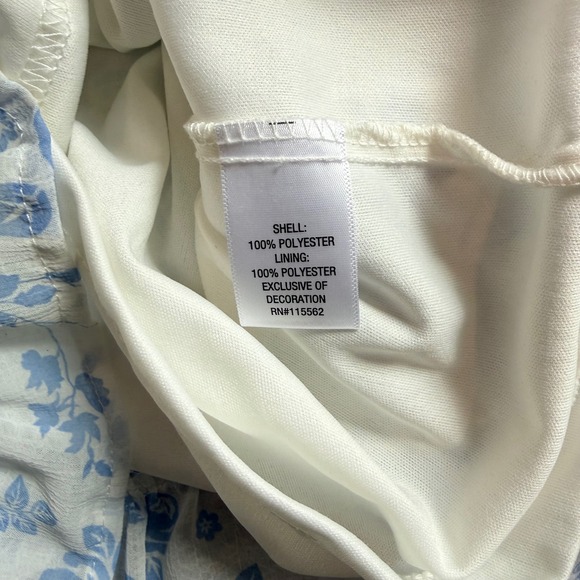 SHELL:
100% POLYESTER
LINING:
100% POLYESTER
EXCLUSIVE OF
DECORATION
RN#115562